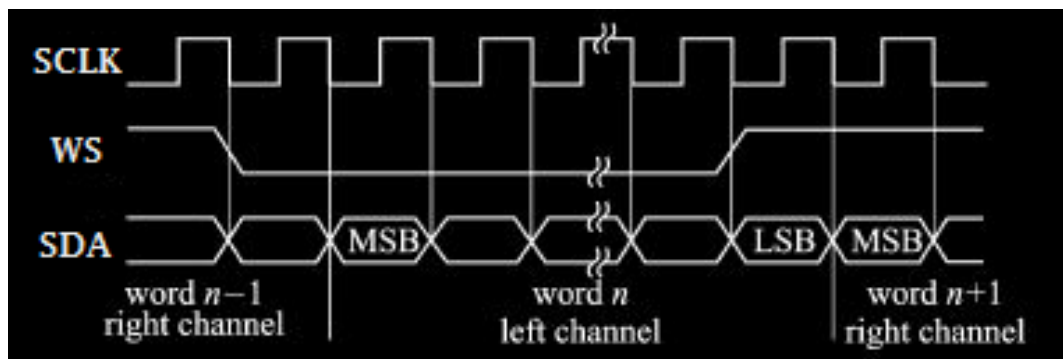 SCLK
WS
SDA
MSB
LSB
MSB
word n−1
right channel
word n
left channel
word n+1
right channel